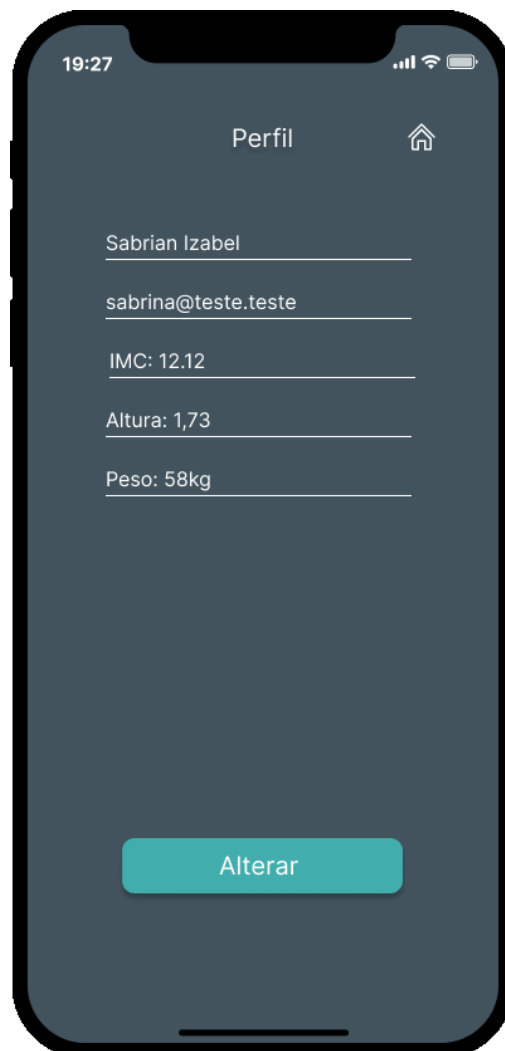 19:27
Perfil
Sabrian Izabel
sabrina@teste.teste
IMC: 12.12
Altura: 1,73
Peso: 58kg
Alterar